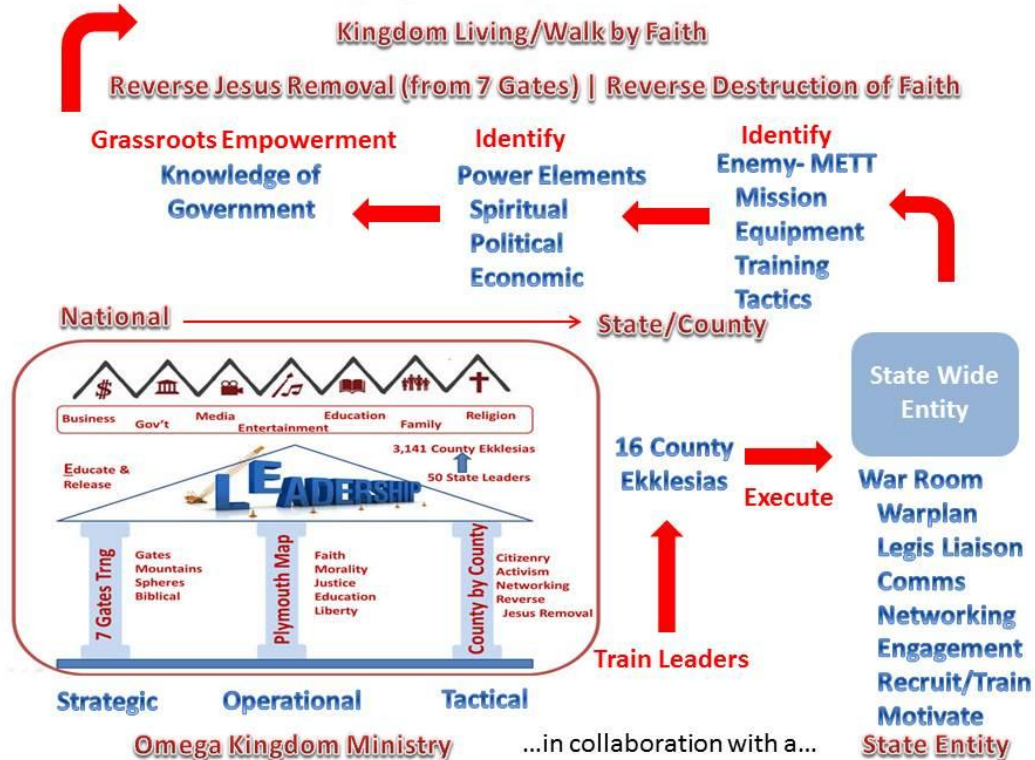 Kingdom Living/Walk by Faith
Reverse Jesus Removal (from 7 Gates) | Reverse Destruction of Faith
Grassroots Empowerment
Knowledge of
Government
Identify
Power Elements
Spiritual
Political
Economic
Identify
Enemy- METT
Mission
Equipment
Training
Tactics
National
State/County
$
Business
Gov't
Media
Entertainment
Education
Family
Religion
Educate &
Release
3,141 County Ekklesias
50 State Leaders
LEADERSHIP
7 Gates Trng
Gates
Mountains
Spheres
Biblical
Plymouth Map
Faith
Morality
Justice
Education
Liberty
County by County
Citizenry
Activism
Networking
Reverse
Jesus Removal
Strategic
Operational
Tactical
16 County
Ekklesias
Execute
Train Leaders
State Wide
Entity
War Room
Warplan
Legis Liaison
Comms
Networking
Engagement
Recruit/Train
Motivate
Omega Kingdom Ministry
...in collaboration with a...
State Entity